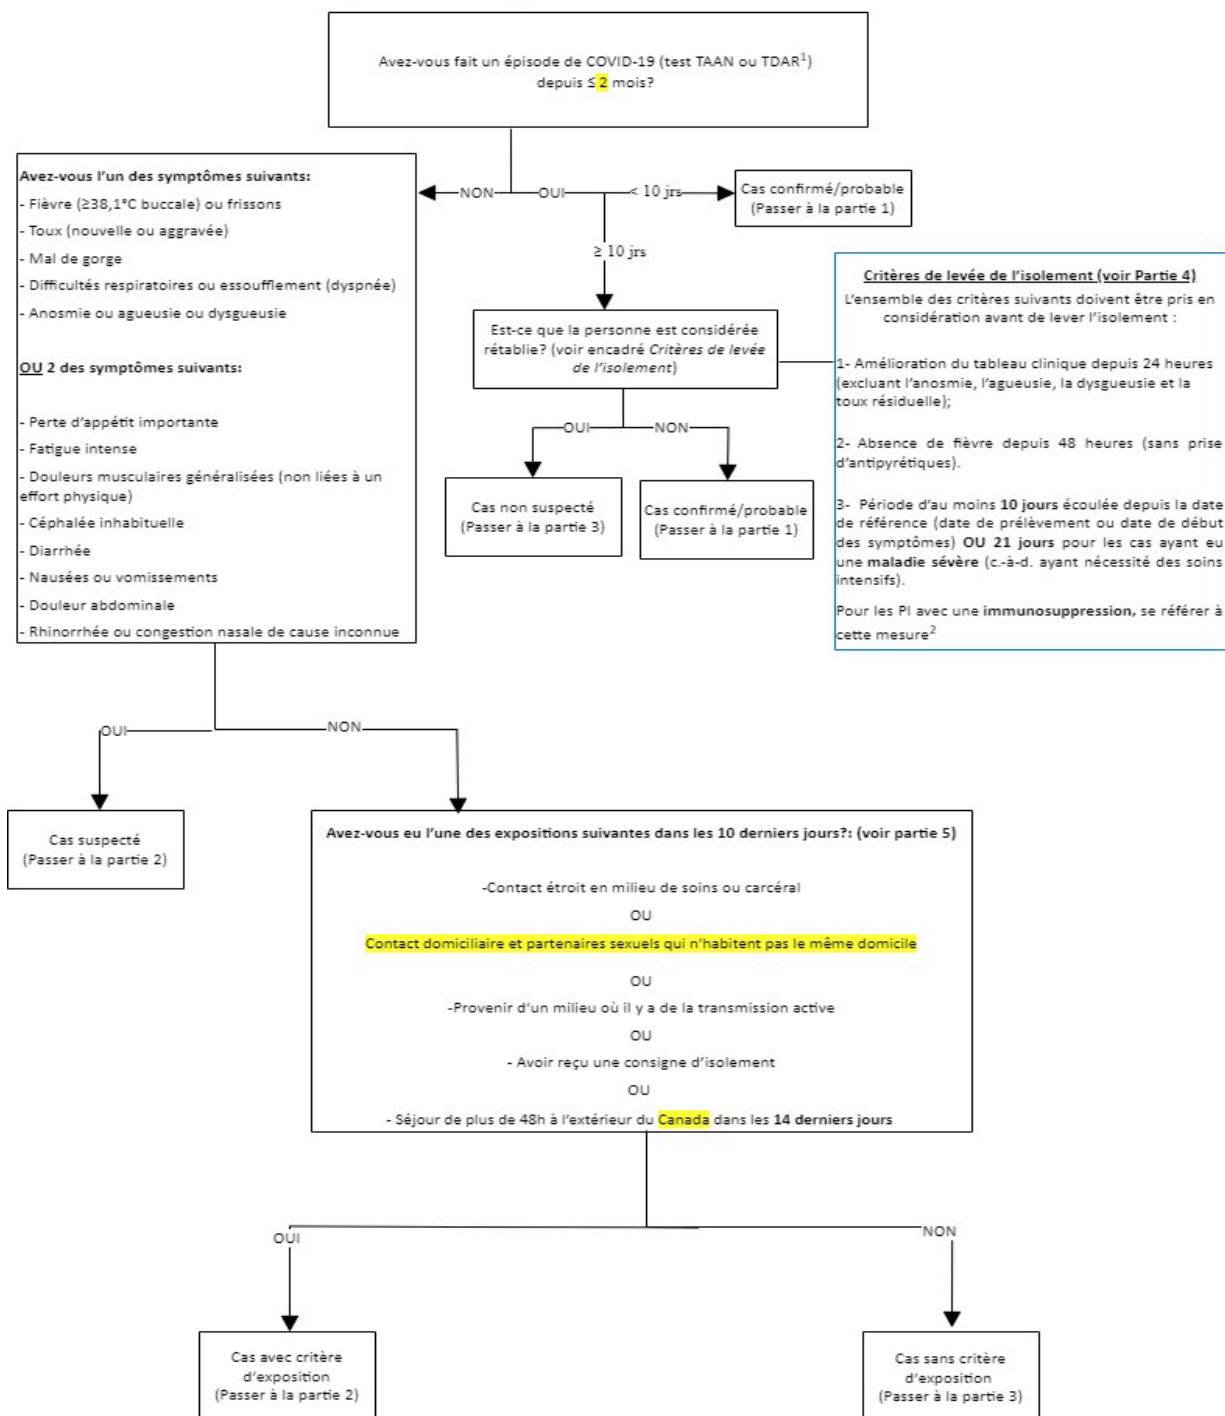 Avez-vous fait un épisode de COVID-19 (test TAAN ou TDAR1)
depuis ≤ 2 mois?
NON
OUI
< 10 jrs
Cas confirmé/probable
(Passer à la partie 1)
≥ 10 jrs
Avez-vous l'un des symptômes suivants:
- Fièvre (≥38,1°C buccale) ou frissons
- Toux (nouvelle ou aggravée)
- Mal de gorge
- Difficultés respiratoires ou essoufflement (dyspnée)
- Anosmie ou agueusie ou dysgueusie
OU 2 des symptômes suivants:
- Perte d'appétit importante
- Fatigue intense
- Douleurs musculaires généralisées (non liées à un
effort physique)
- Céphalée inhabituelle
- Diarrhée
- Nausées ou vomissements
- Douleur abdominale
- Rhinorrhée ou congestion nasale de cause inconnue
Est-ce que la personne est considérée
rétablie? (voir encadré Critères de levée
de l'isolement)
OUI
NON
Cas non suspecté
(Passer à la partie 3)
Cas confirmé/probable
(Passer à la partie 1)
Critères de levée de l'isolement (voir Partie 4)
L'ensemble des critères suivants doivent être pris en
considération avant de lever l'isolement :
1- Amélioration du tableau clinique depuis 24 heures
(excluant l'anosmie, l'agueusie, la dysgueusie et la
toux résiduelle);
2- Absence de fièvre depuis 48 heures (sans prise
d'antipyrétiques).
3- Période d'au moins 10 jours écoulée depuis la date
de référence (date de prélèvement ou date de début
des symptômes) OU 21 jours pour les cas ayant eu
une maladie sévère (c.-à-d. ayant nécessité des soins
intensifs).
Pour les PI avec une immunosuppression, se référer à
cette mesure2
OUI
NON
Cas suspecté
(Passer à la partie 2)
Avez-vous eu l'une des expositions suivantes dans les 10 derniers jours?: (voir partie 5)
-Contact étroit en milieu de soins ou carcéral
OU
Contact domiciliaire et partenaires sexuels qui n'habitent pas le même domicile
OU
-Provenir d'un milieu où il y a de la transmission active
OU
- Avoir reçu une consigne d'isolement
OU
- Séjour de plus de 48h à l'extérieur du Canada dans les 14 derniers jours
OUI
NON
Cas avec critère
d'exposition
(Passer à la partie 2)
Cas sans critère
d'exposition
(Passer à la partie 3)